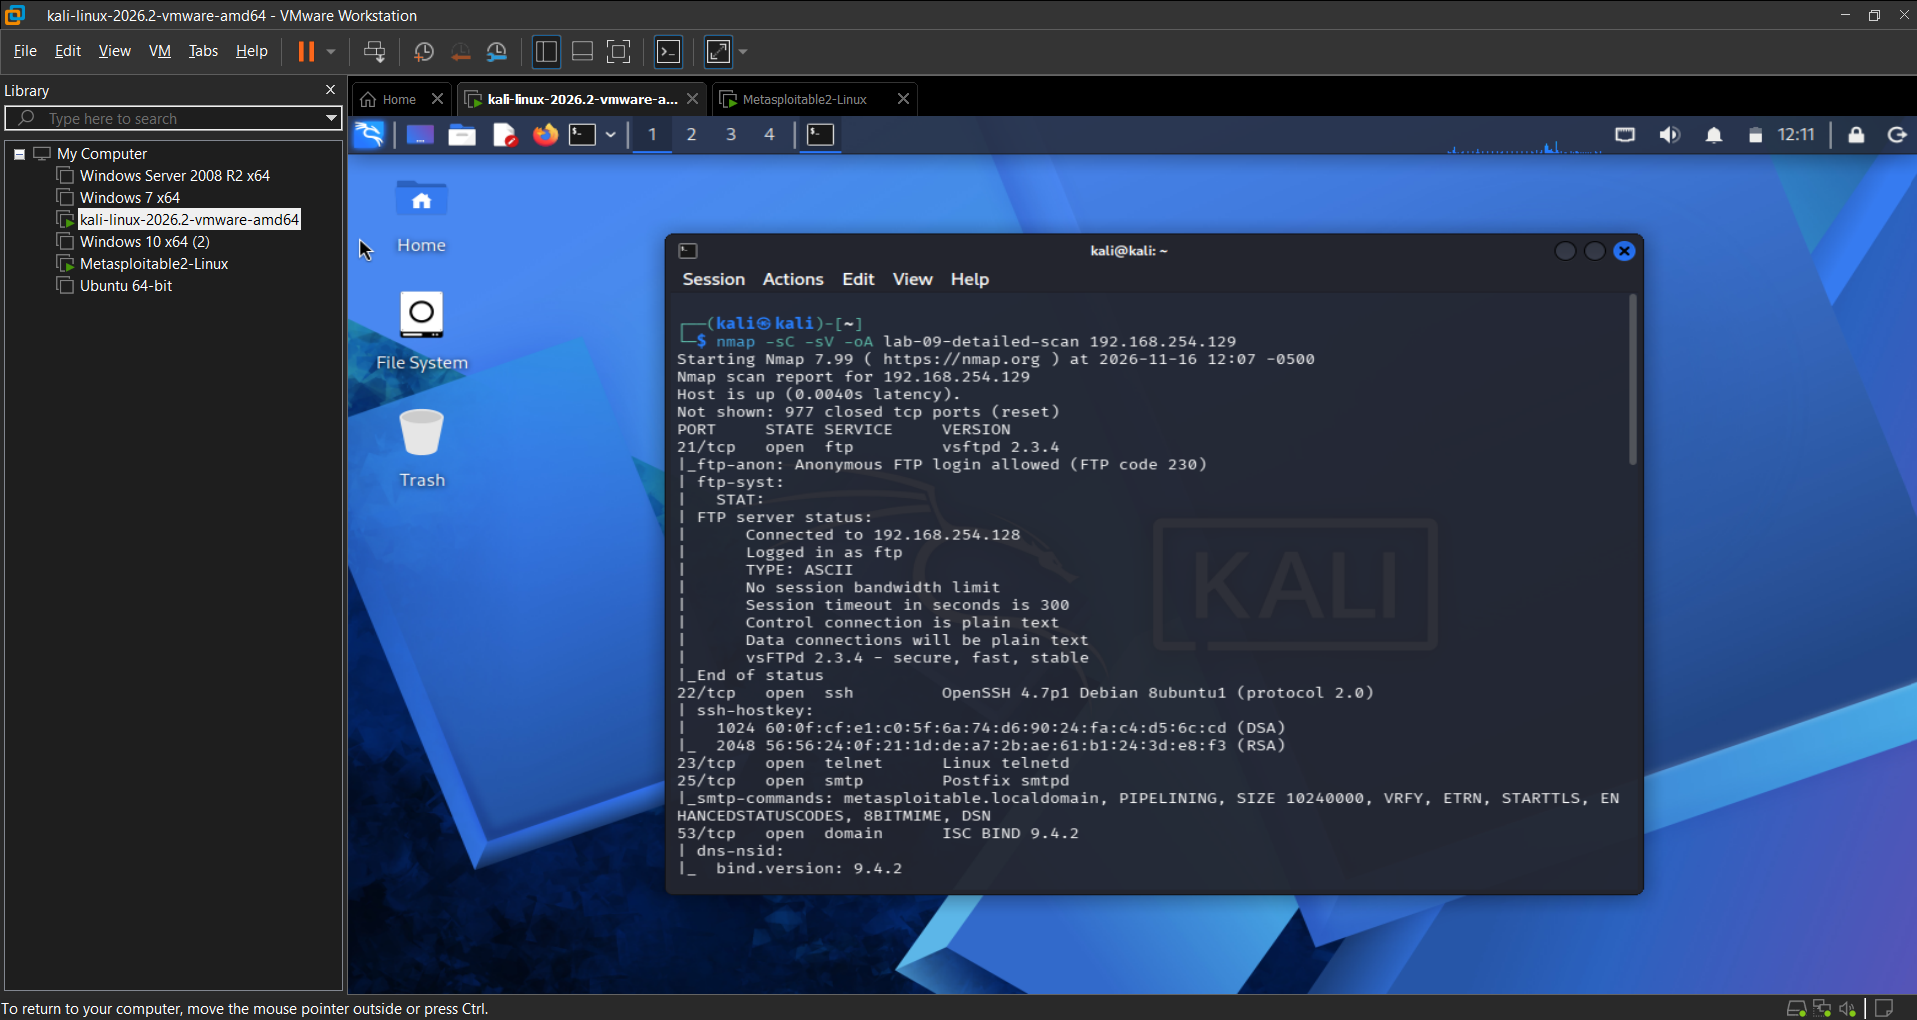 kali-linux-2026.2-vmware-amd64 - VMware Workstation
File Edit View VM Tabs Help
Library
Type here to search
My Computer
Windows Server 2008 R2 x64
Windows 7 x64
kali-linux-2026.2-vmware-amd64
Windows 10 x64 (2)
Metasploitable2-Linux
Ubuntu 64-bit
Home
kali-linux-2026.2-vmware-a...
Metasploitable2-Linux
1 2 3 4
12:11
Home
File System
Trash
kali@kali: ~
Session Actions Edit View Help
┌──(kali㉿kali)-[~]
└─$ nmap -sC -sV -oA lab-09-detailed-scan 192.168.254.129
Starting Nmap 7.99 ( https://nmap.org ) at 2026-11-16 12:07 -0500
Nmap scan report for 192.168.254.129
Host is up (0.0040s latency).
Not shown: 977 closed tcp ports (reset)
PORT     STATE SERVICE     VERSION
21/tcp   open  ftp         vsftpd 2.3.4
|_ftp-anon: Anonymous FTP login allowed (FTP code 230)
| ftp-syst:
|   STAT:
| FTP server status:
|      Connected to 192.168.254.128
|      Logged in as ftp
|      TYPE: ASCII
|      No session bandwidth limit
|      Session timeout in seconds is 300
|      Control connection is plain text
|      Data connections will be plain text
|      vsFTPd 2.3.4 - secure, fast, stable
|_End of status
22/tcp   open  ssh         OpenSSH 4.7p1 Debian 8ubuntu1 (protocol 2.0)
| ssh-hostkey:
|   1024 60:0f:cf:e1:c0:5f:6a:74:d6:90:24:fa:c4:d5:6c:cd (DSA)
|_  2048 56:56:24:0f:21:1d:de:a7:2b:ae:61:b1:24:3d:e8:f3 (RSA)
23/tcp   open  telnet      Linux telnetd
25/tcp   open  smtp        Postfix smtpd
|_smtp-commands: metasploitable.localdomain, PIPELINING, SIZE 10240000, VRFY, ETRN, STARTTLS, EN
HANCEDSTATUSCODES, 8BITMIME, DSN
53/tcp   open  domain      ISC BIND 9.4.2
| dns-nsid:
|_  bind.version: 9.4.2
KALI
To return to your computer, move the mouse pointer outside or press Ctrl.